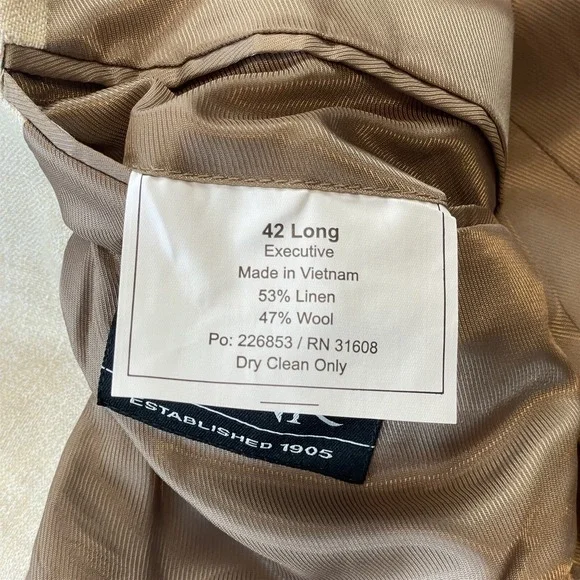 42 Long
Executive
Made in Vietnam
53% Linen
47% Wool
Po: 226853 / RN 31608
Dry Clean Only
ESTABLISHED 1905